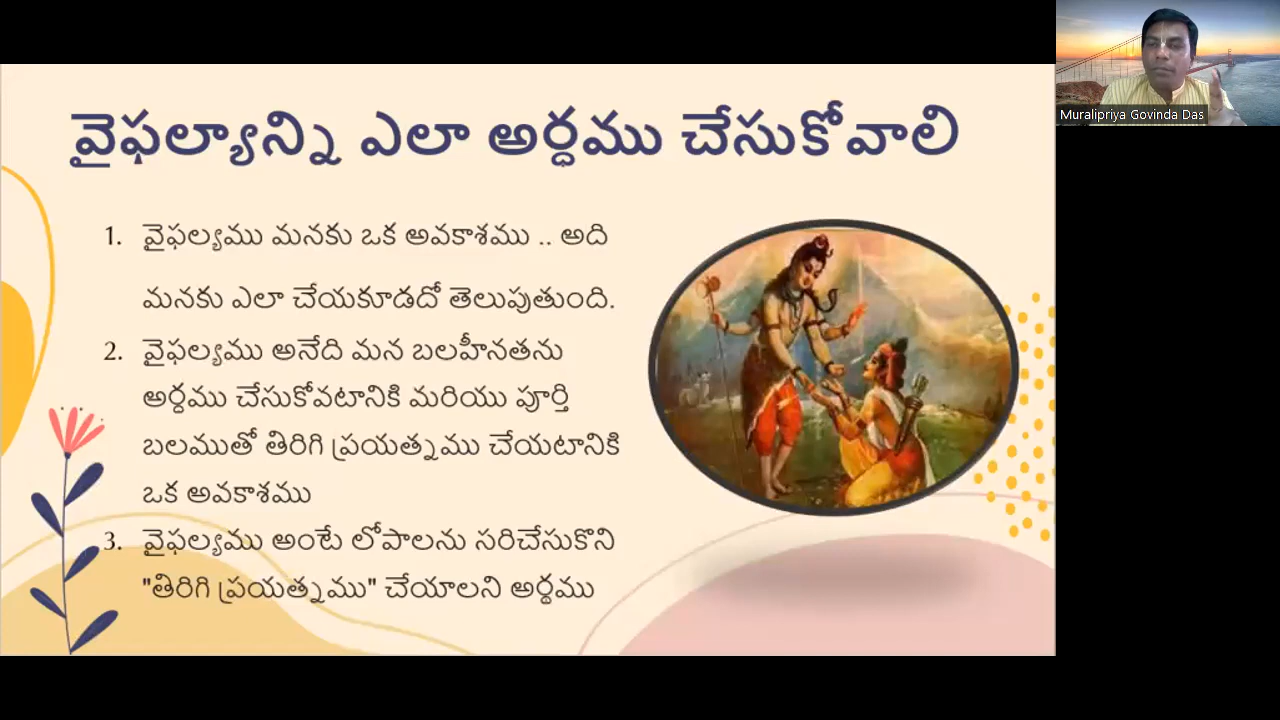 వైఫల్యాన్ని ఎలా అర్ధము చేసుకోవాలి
1. వైఫల్యము మనకు ఒక అవకాశము .. అది
మనకు ఎలా చేయకూడదో తెలుపుతుంది.
2. వైఫల్యము అనేది మన బలహీనతను
అర్థము చేసుకోవటానికి మరియు పూర్తి
బలముతో తిరిగి ప్రయత్నము చేయటానికి
ఒక అవకాశము
3. వైఫల్యము అంటే లోపాలను సరిచేసుకొని
"తిరిగి ప్రయత్నము" చేయాలని అర్థము
Muralipriya Govinda Das